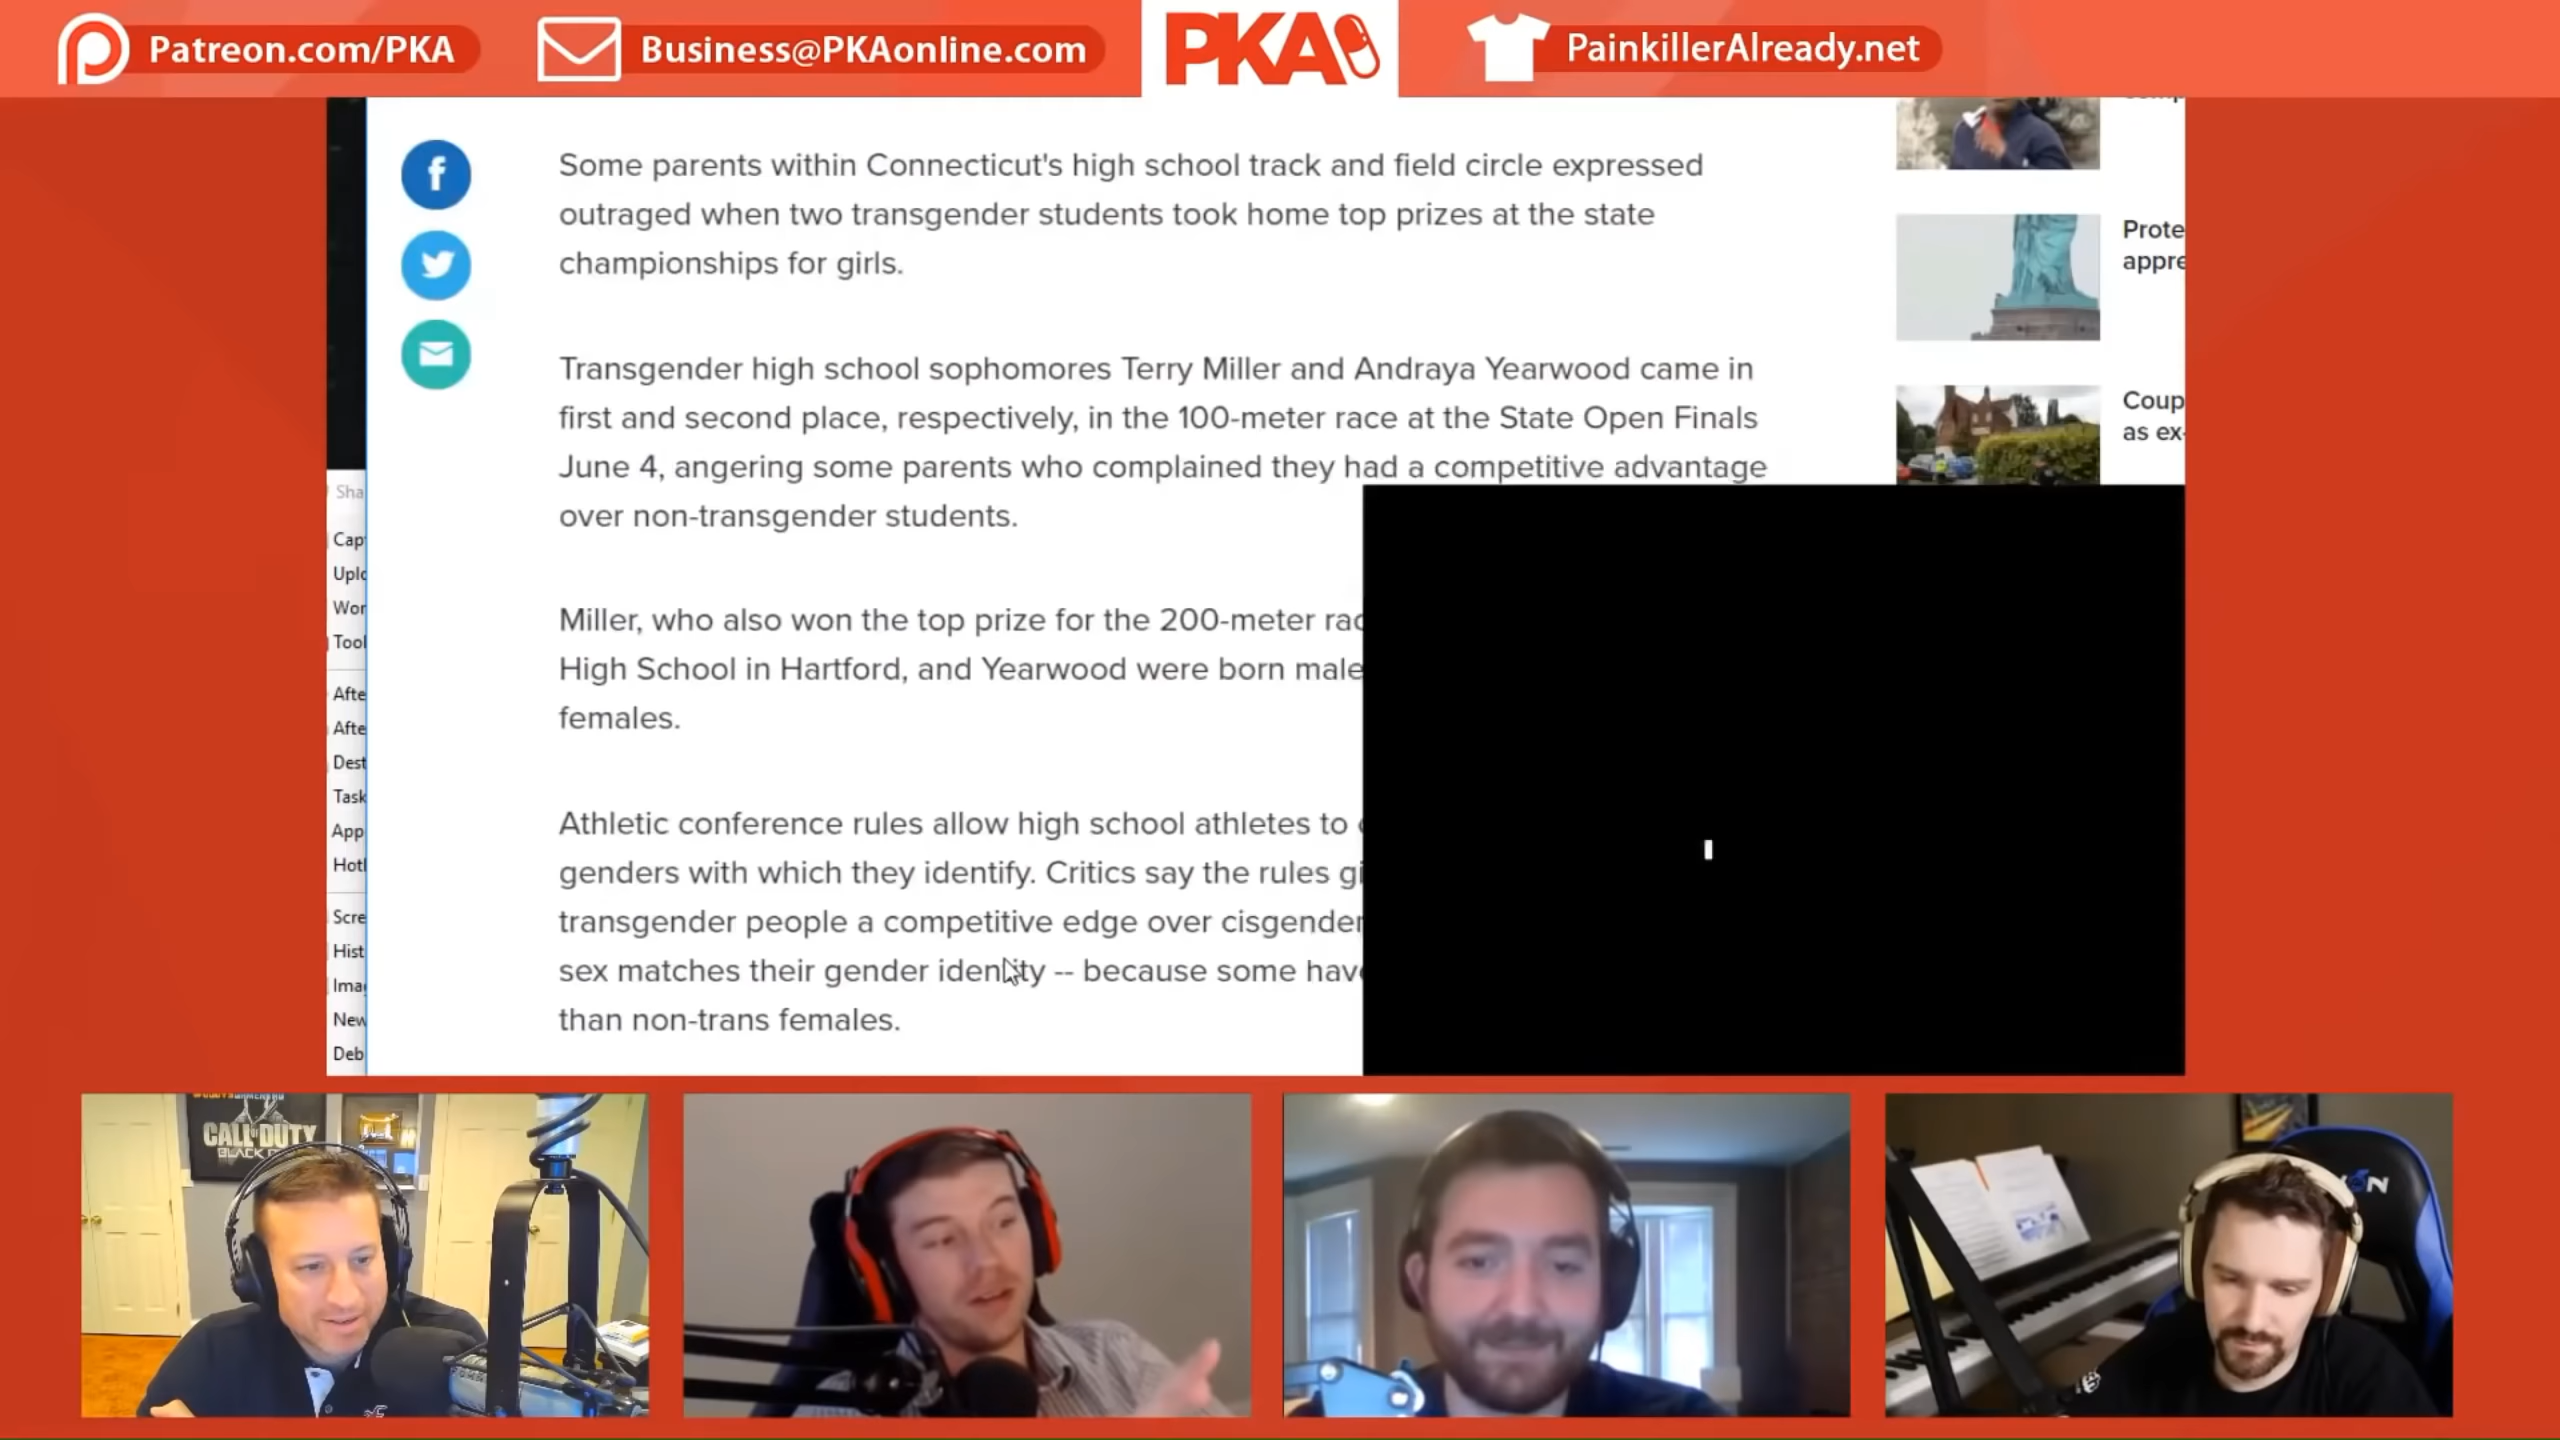 Patreon.com/PKA
Business@PKAonline.com
PKA
PainkillerAlready.net
Some parents within Connecticut's high school track and field circle expressed
outraged when two transgender students took home top prizes at the state
championships for girls.
Transgender high school sophomores Terry Miller and Andraya Yearwood came in
first and second place, respectively, in the 100-meter race at the State Open Finals
June 4, angering some parents who complained they had a competitive advantage
over non-transgender students.
Miller, who also won the top prize for the 200-meter rac
High School in Hartford, and Yearwood were born male
females.
Athletic conference rules allow high school athletes to
genders with which they identify. Critics say the rules gi
transgender people a competitive edge over cisgender
sex matches their gender identity -- because some have
than non-trans females.
Prote
appre
Coup
as ex-
Sha
Cap
Uplo
Wor
Tool
Afte
Afte
Dest
Task
App
Hotl
Scre
Hist
Ima
New
Deb
CALL OF DUTY
BLACK